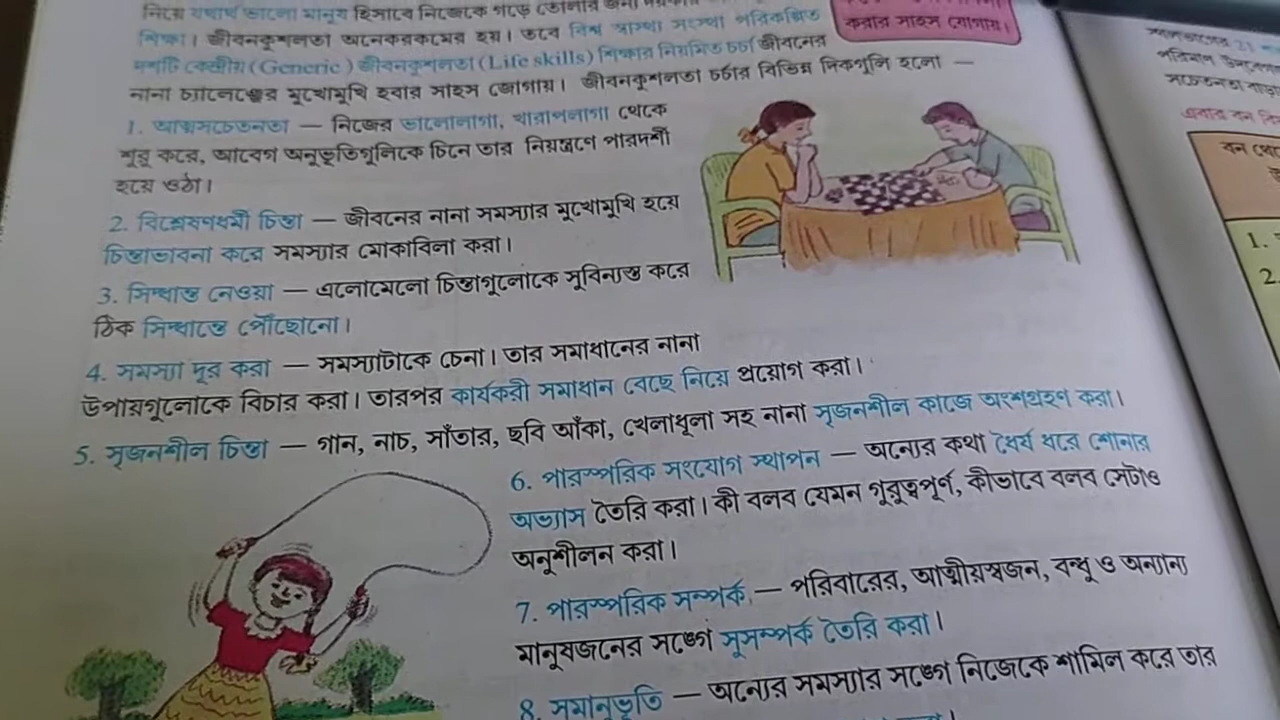 নিয়ে যথার্থ ভালো মানুষ হিসাবে নিজেকে গড়ে তোলার জন্য
শিক্ষা। জীবনকুশলতা অনেকরকমের হয়। তবে বিশ্ব স্বাস্থ্য সংস্থা পরিকল্পিত
দশটি কেন্দ্রীয় (Generic) জীবনকুশলতা (Life skills) শিক্ষার নিয়মিত চর্চা জীবনের
নানা চ্যালেঞ্জের মুখোমুখি হবার সাহস জোগায়। জীবনকুশলতা চর্চার বিভিন্ন দিকগুলি হলো —
করার সাহস যোগায়।
1. আত্মসচেতনতা — নিজের ভালোলাগা, খারাপলাগা থেকে
শুরু করে, আবেগ অনুভূতিগুলিকে চিনে তার নিয়ন্ত্রণে পারদর্শী
হয়ে ওঠা।
2. বিশ্লেষণধর্মী চিন্তা — জীবনের নানা সমস্যার মুখোমুখি হয়ে
চিন্তাভাবনা করে সমস্যার মোকাবিলা করা।
3. সিদ্ধান্ত নেওয়া — এলোমেলো চিন্তাগুলোকে সুবিন্যস্ত করে
ঠিক সিদ্ধান্তে পৌঁছোনো।
4. সমস্যা দূর করা — সমস্যাটাকে চেনা। তার সমাধানের নানা
উপায়গুলোকে বিচার করা। তারপর কার্যকরী সমাধান বেছে নিয়ে প্রয়োগ করা।
5. সৃজনশীল চিন্তা — গান, নাচ, সাঁতার, ছবি আঁকা, খেলাধূলা সহ নানা সৃজনশীল কাজে অংশগ্রহণ করা।
6. পারস্পরিক সংযোগ স্থাপন — অন্যের কথা ধৈর্য ধরে শোনার
অভ্যাস তৈরি করা। কী বলব যেমন গুরুত্বপূর্ণ, কীভাবে বলব সেটাও
অনুশীলন করা।
7. পারস্পরিক সম্পর্ক — পরিবারের, আত্মীয়স্বজন, বন্ধু ও অন্যান্য
মানুষজনের সঙ্গে সুসম্পর্ক তৈরি করা।
8. সমানুভূতি — অন্যের সমস্যার সঙ্গে নিজেকে শামিল করে তার
এবার বল
1.
2.